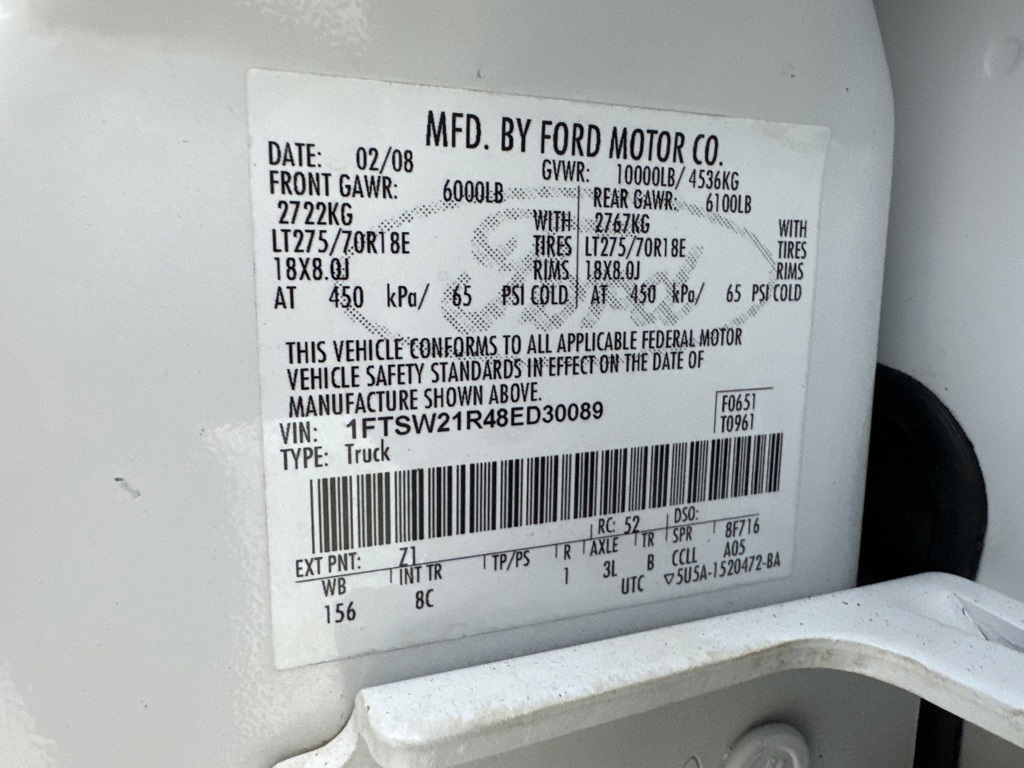 MFD. BY FORD MOTOR CO.
DATE: 02/08 GVWR: 10000LB/ 4536KG
FRONT GAWR: 6000LB REAR GAWR: 6100LB
2722KG WITH 2767KG WITH
LT275/70R18E TIRES LT275/70R18E TIRES
18X8.0J RIMS 18X8.0J RIMS
AT 450 kPa/ 65 PSI COLD AT 450 kPa/ 65 PSI COLD
Ford
THIS VEHICLE CONFORMS TO ALL APPLICABLE FEDERAL MOTOR
VEHICLE SAFETY STANDARDS IN EFFECT ON THE DATE OF
MANUFACTURE SHOWN ABOVE.
VIN: 1FTSW21R48ED30089 F0651
TYPE: Truck T0961
EXT PNT: Z1 RC: 52 DSO:
WB INT TR TP/PS R AXLE TR SPR 8F716
156 8C 1 3L B CCLL A05
UTC ▽5U5A-1520472-BA